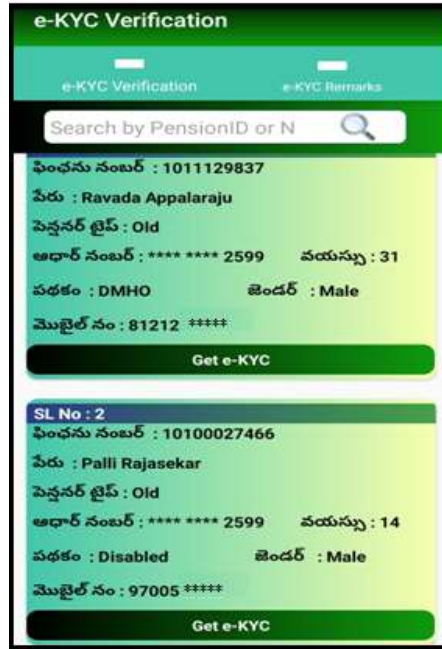 e-KYC Verification
e-KYC Verification e-KYC Remarks
Search by PensionID or N
ఫింఛను నంబర్ : 1011129837
పేరు : Ravada Appalaraju
పెన్షనర్ టైప్ : Old
ఆధార్ నంబర్ : **** **** 2599 వయస్సు : 31
పథకం : DMHO జెండర్ : Male
మొబైల్ నం : 81212 *****
Get e-KYC
SL No : 2
ఫింఛను నంబర్ : 10100027466
పేరు : Palli Rajasekar
పెన్షనర్ టైప్ : Old
ఆధార్ నంబర్ : **** **** 2599 వయస్సు : 14
పథకం : Disabled జెండర్ : Male
మొబైల్ నం : 97005 *****
Get e-KYC